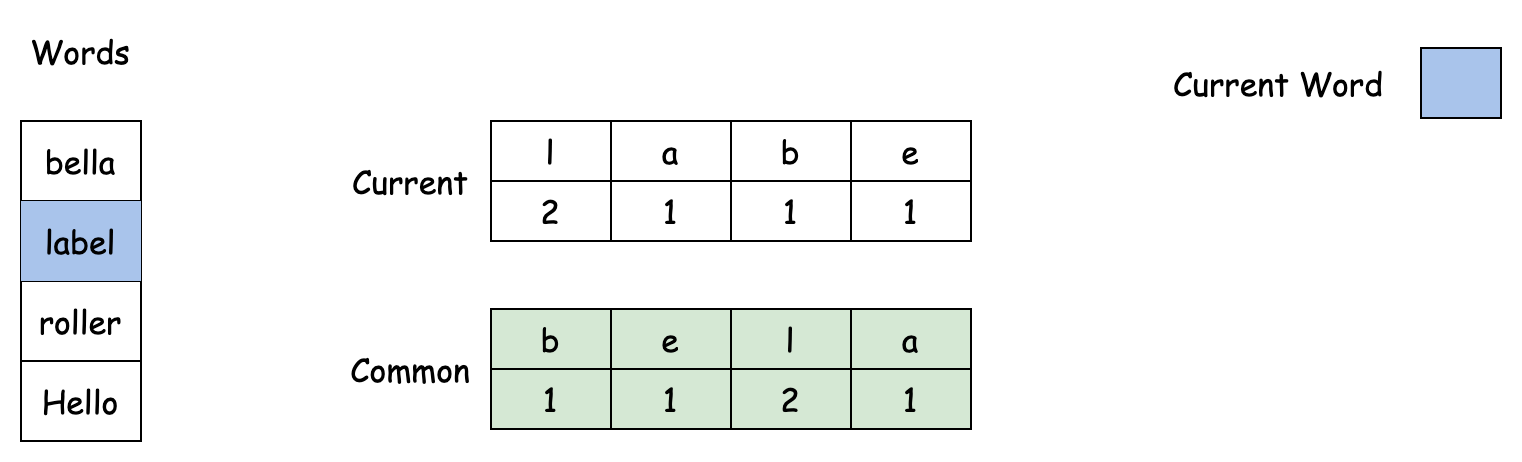 Words
Current Word
bella
label
roller
Hello
Current
l a b e
2 1 1 1
Common
b e l a
1 1 2 1